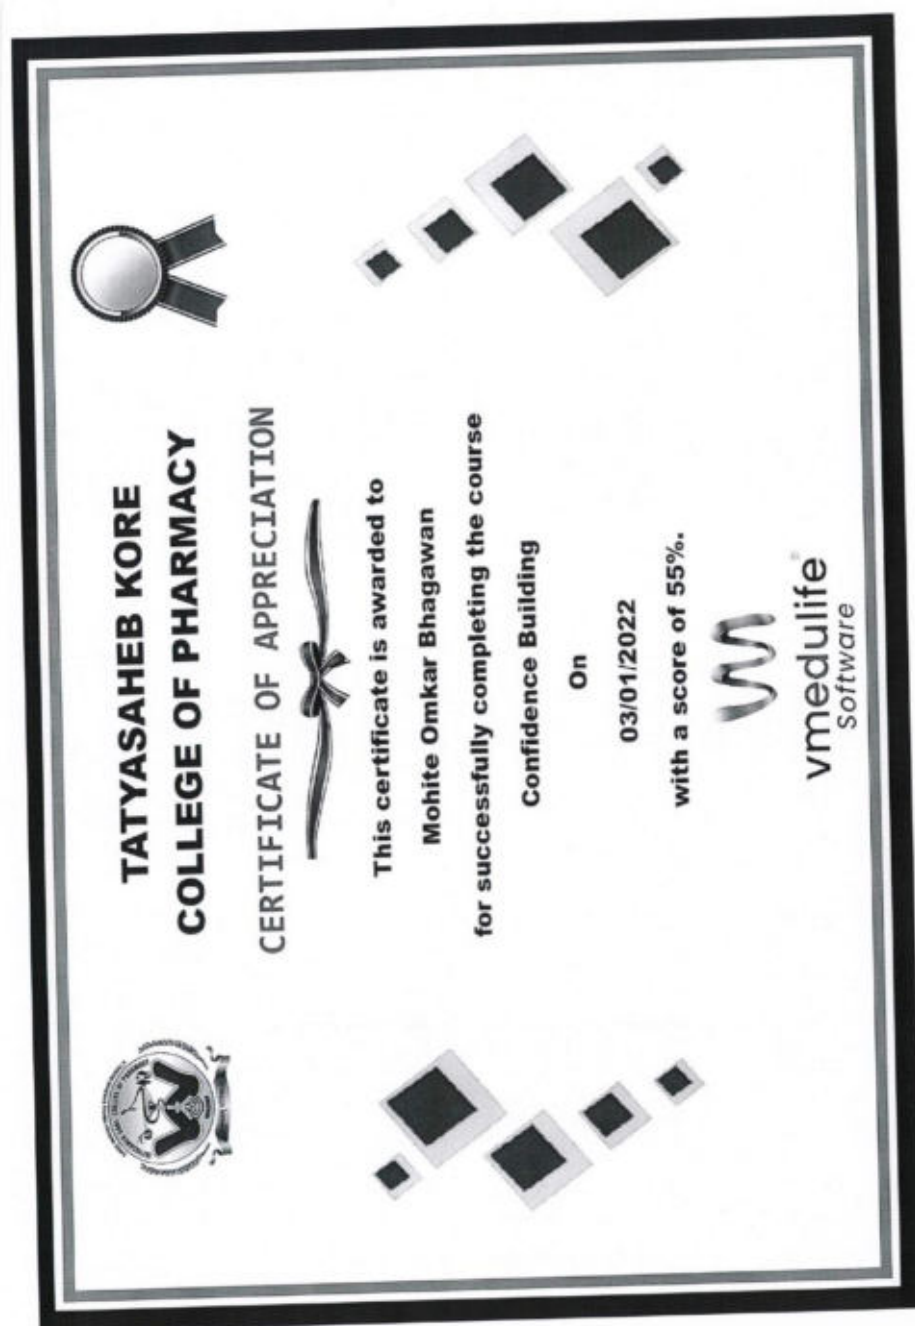 TATYASAHEB KORE
COLLEGE OF PHARMACY
CERTIFICATE OF APPRECIATION
This certificate is awarded to
Mohite Omkar Bhagawan
for successfully completing the course
Confidence Building
On
03/01/2022
with a score of 55%.
vmedulife
Software